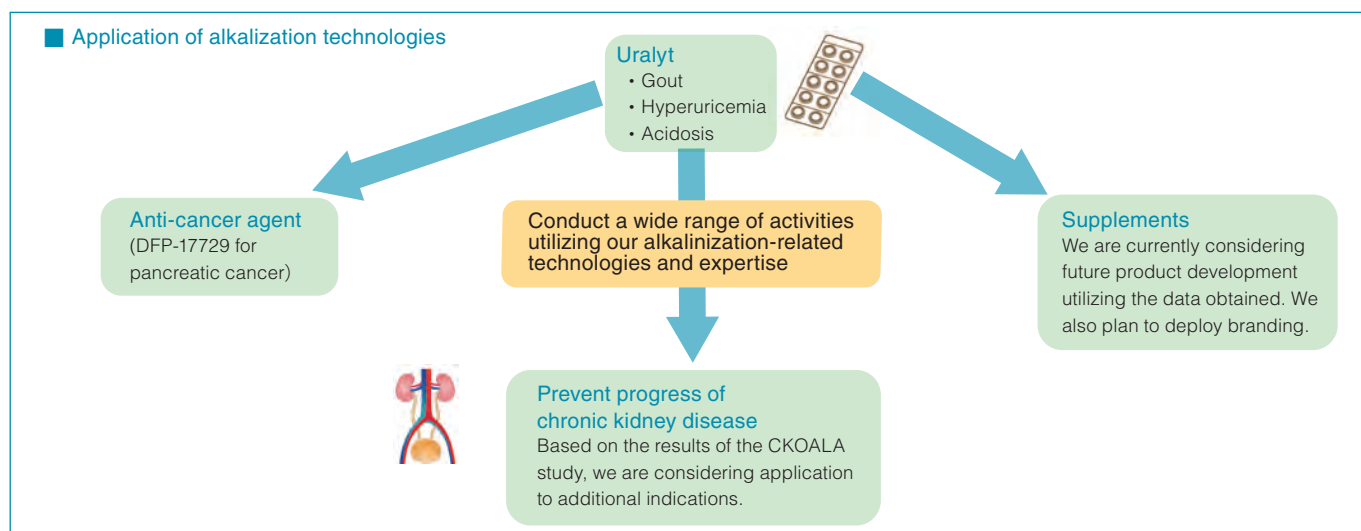 ■ Application of alkalization technologies
Uralyt
• Gout
• Hyperuricemia
• Acidosis
Anti-cancer agent
(DFP-17729 for
pancreatic cancer)
Conduct a wide range of activities
utilizing our alkalinization-related
technologies and expertise
Supplements
We are currently considering
future product development
utilizing the data obtained. We
also plan to deploy branding.
Prevent progress of
chronic kidney disease
Based on the results of the CKOALA
study, we are considering application
to additional indications.